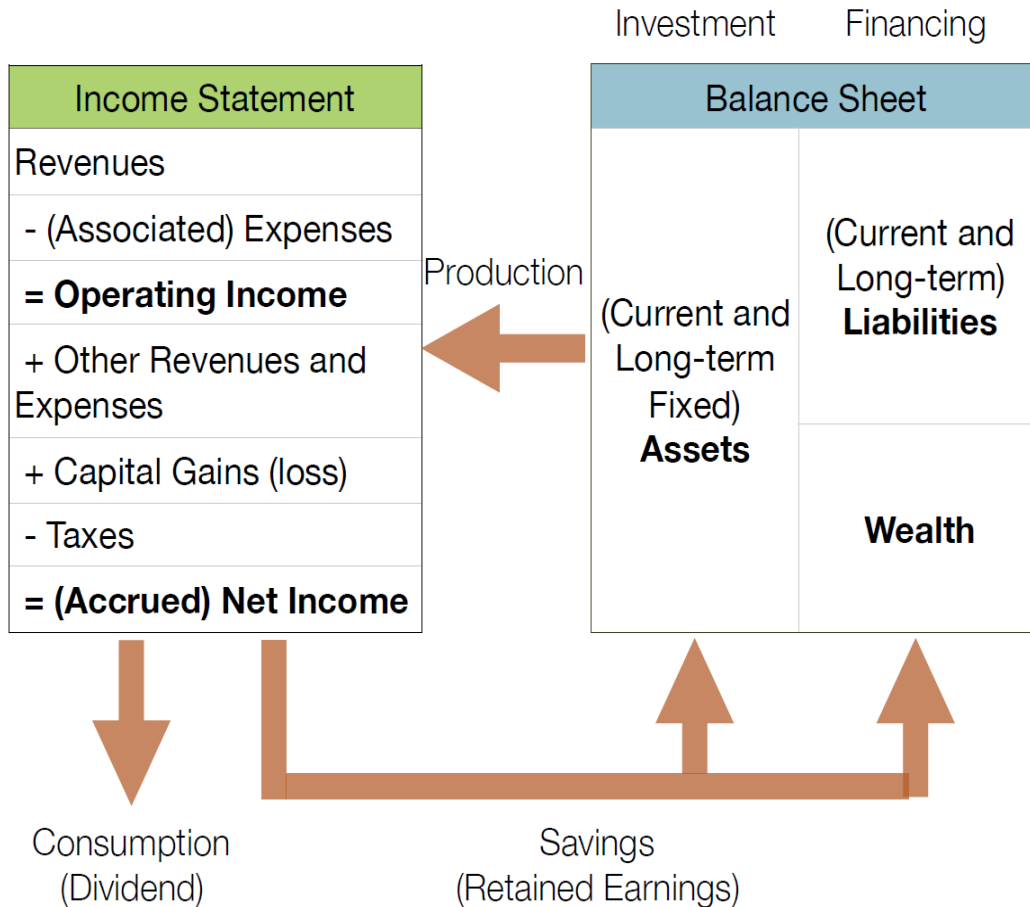 Investment
Financing
Income Statement
Balance Sheet
Revenues
- (Associated) Expenses
= Operating Income
+ Other Revenues and
Expenses
+ Capital Gains (loss)
- Taxes
= (Accrued) Net Income
Production
(Current and
Long-term
Fixed)
Assets
(Current and
Long-term)
Liabilities
Wealth
Consumption
(Dividend)
Savings
(Retained Earnings)